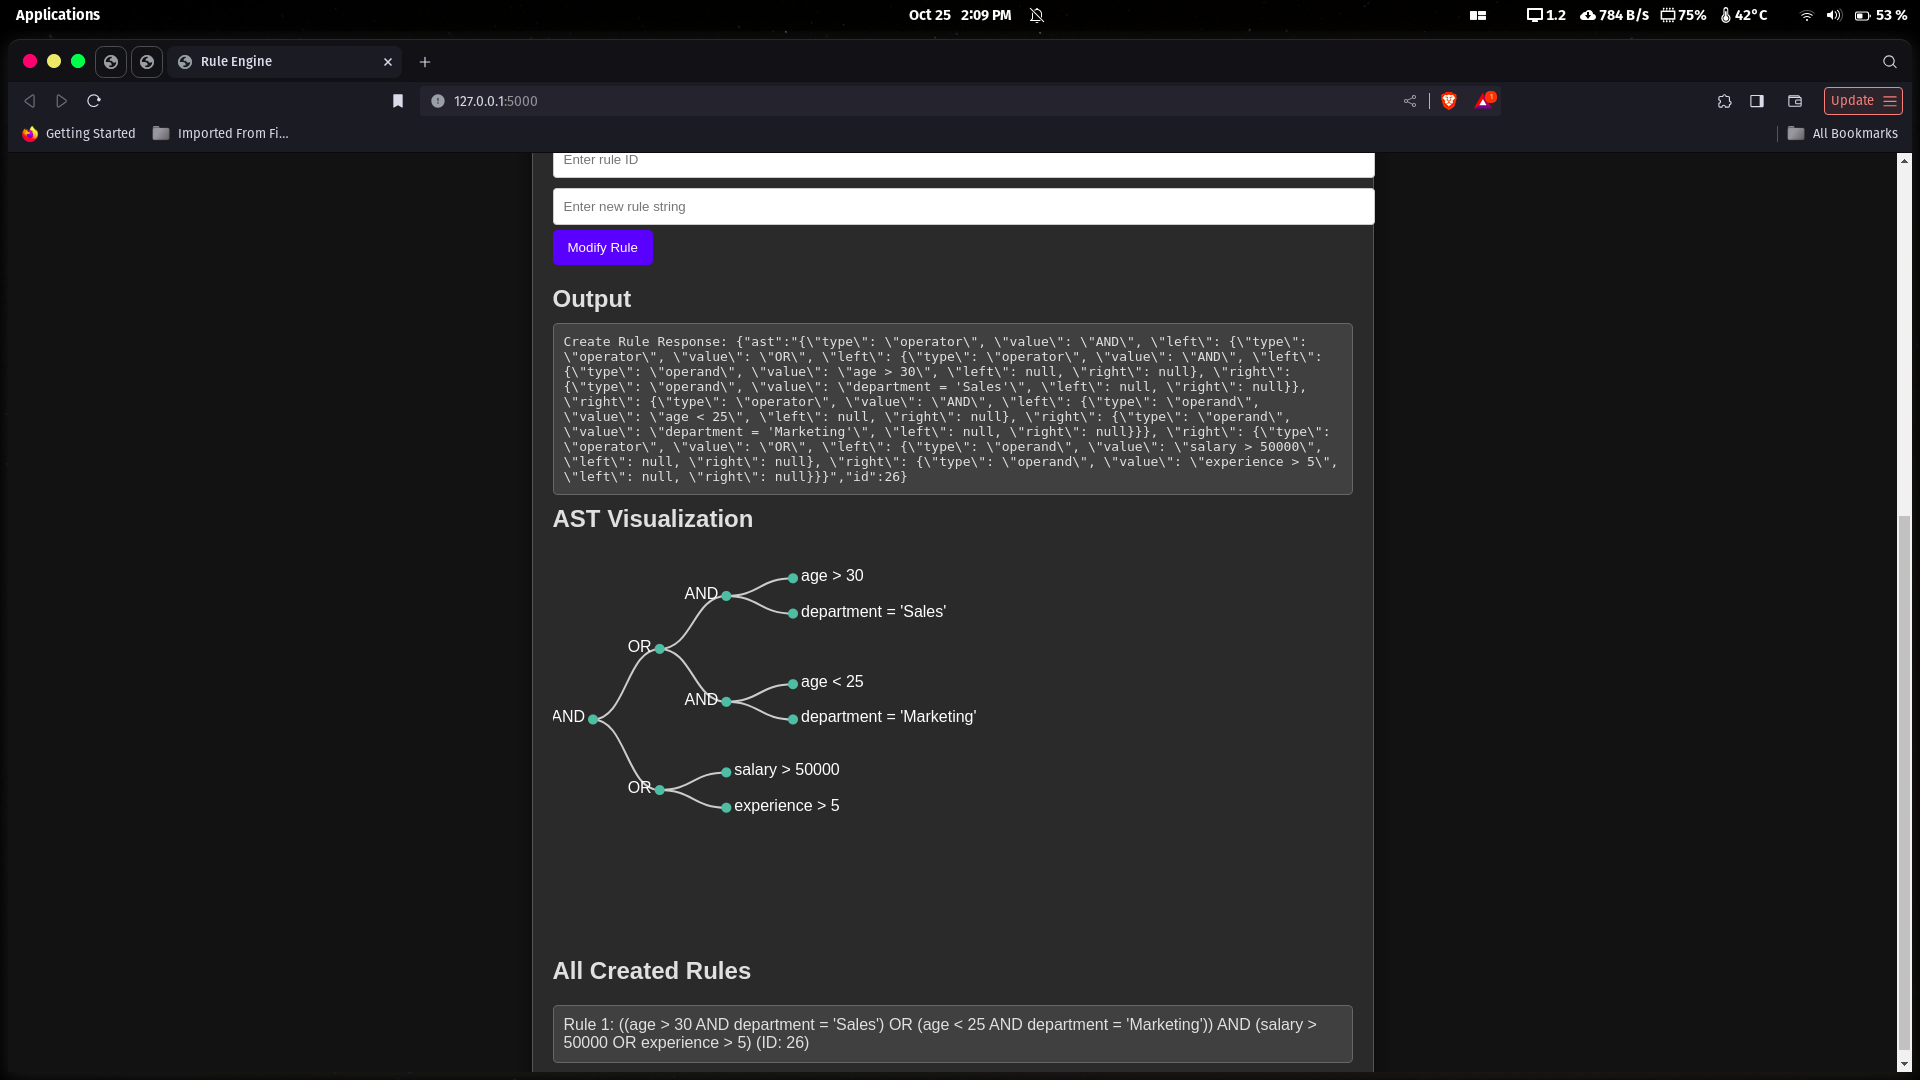 Applications
Oct 25 2:09 PM
1.2 784 B/s 75% 42°C 53 %
Rule Engine
127.0.0.1:5000
1
Update
Getting Started
Imported From Fi...
All Bookmarks
Enter rule ID
Enter new rule string
Modify Rule
Output
Create Rule Response: {"ast":"{\"type\": \"operator\", \"value\": \"AND\", \"left\": {\"type\":
\"operator\", \"value\": \"OR\", \"left\": {\"type\": \"operator\", \"value\": \"AND\", \"left\":
{\"type\": \"operand\", \"value\": \"age > 30\", \"left\": null, \"right\": null}, \"right\":
{\"type\": \"operand\", \"value\": \"department = 'Sales'\", \"left\": null, \"right\": null}},
\"right\": {\"type\": \"operator\", \"value\": \"AND\", \"left\": {\"type\": \"operand\",
\"value\": \"age < 25\", \"left\": null, \"right\": null}, \"right\": {\"type\": \"operand\",
\"value\": \"department = 'Marketing'\", \"left\": null, \"right\": null}}}, \"right\": {\"type\":
\"operator\", \"value\": \"OR\", \"left\": {\"type\": \"operand\", \"value\": \"salary > 50000\",
\"left\": null, \"right\": null}, \"right\": {\"type\": \"operand\", \"value\": \"experience > 5\",
\"left\": null, \"right\": null}}}","id":26}
AST Visualization
age > 30
AND
department = 'Sales'
OR
age < 25
AND
department = 'Marketing'
AND
salary > 50000
OR
experience > 5
All Created Rules
Rule 1: ((age > 30 AND department = 'Sales') OR (age < 25 AND department = 'Marketing')) AND (salary >
50000 OR experience > 5) (ID: 26)